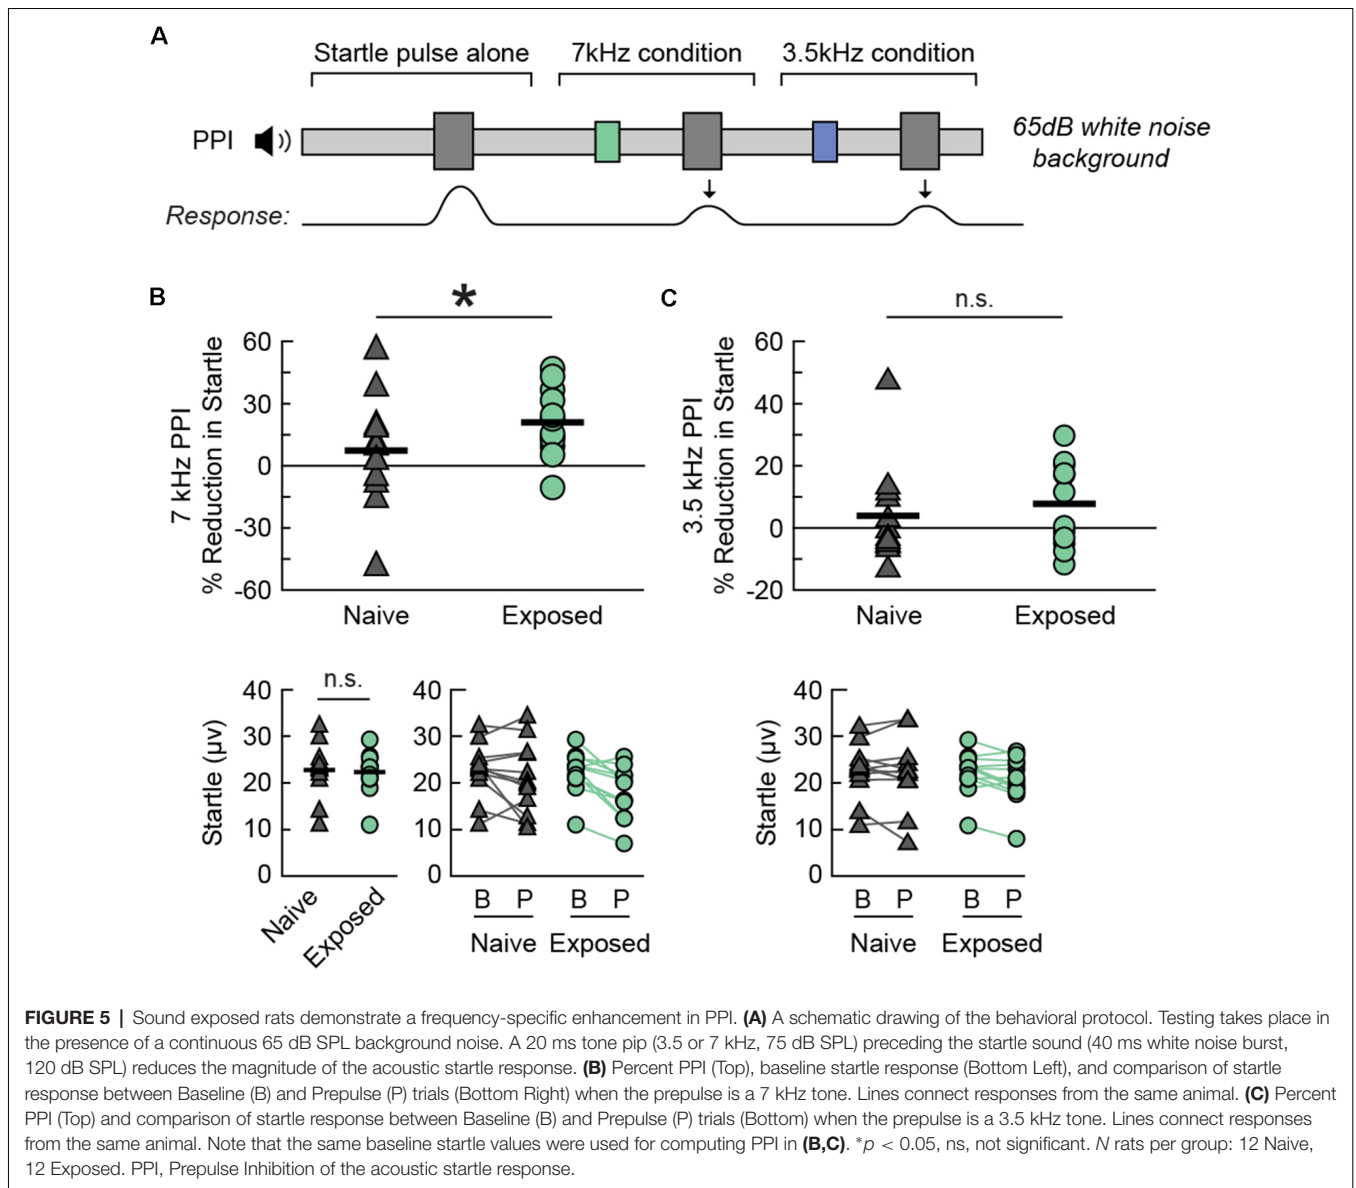 A
Startle pulse alone
7kHz condition
3.5kHz condition
PPI
65dB white noise
background
Response:
B
*
7 kHz PPI
% Reduction in Startle
60
30
0
-30
-60
Naive
Exposed
C
n.s.
3.5 kHz PPI
% Reduction in Startle
60
40
20
0
-20
Naive
Exposed
n.s.
Startle (μv)
40
30
20
10
0
Naive
Exposed
40
30
20
10
0
B P B P
Naive Exposed
Startle (μv)
40
30
20
10
0
B P B P
Naive Exposed
FIGURE 5 | Sound exposed rats demonstrate a frequency-specific enhancement in PPI. (A) A schematic drawing of the behavioral protocol. Testing takes place in
the presence of a continuous 65 dB SPL background noise. A 20 ms tone pip (3.5 or 7 kHz, 75 dB SPL) preceding the startle sound (40 ms white noise burst,
120 dB SPL) reduces the magnitude of the acoustic startle response. (B) Percent PPI (Top), baseline startle response (Bottom Left), and comparison of startle
response between Baseline (B) and Prepulse (P) trials (Bottom Right) when the prepulse is a 7 kHz tone. Lines connect responses from the same animal. (C) Percent
PPI (Top) and comparison of startle response between Baseline (B) and Prepulse (P) trials (Bottom) when the prepulse is a 3.5 kHz tone. Lines connect responses
from the same animal. Note that the same baseline startle values were used for computing PPI in (B,C). *p < 0.05, ns, not significant. N rats per group: 12 Naive,
12 Exposed. PPI, Prepulse Inhibition of the acoustic startle response.